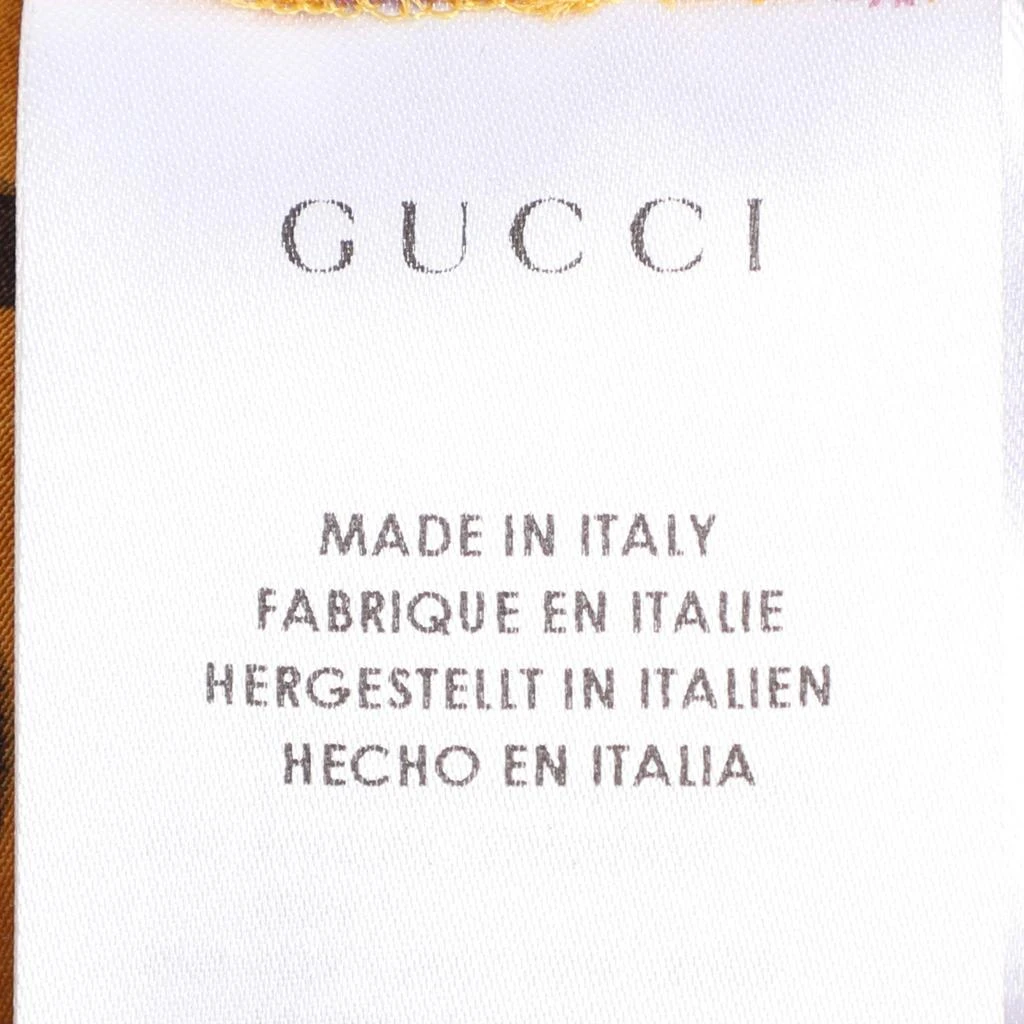 GUCCI
MADE IN ITALY
FABRIQUE EN ITALIE
HERGESTELLT IN ITALIEN
HECHO EN ITALIA